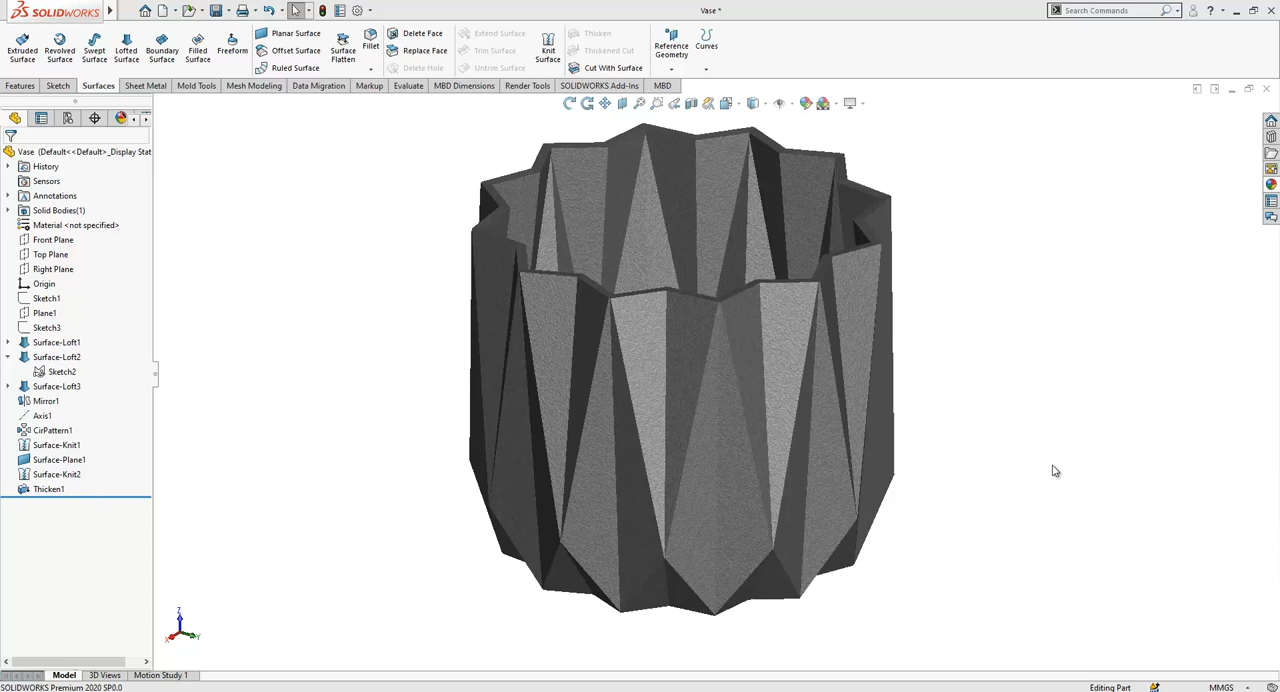 SOLIDWORKS
Vase *
Search Commands
Extruded Surface
Revolved Surface
Swept Surface
Lofted Surface
Boundary Surface
Filled Surface
Freeform
Planar Surface
Offset Surface
Ruled Surface
Surface Flatten
Fillet
Delete Face
Replace Face
Delete Hole
Extend Surface
Trim Surface
Untrim Surface
Knit Surface
Thicken
Thickened Cut
Cut With Surface
Reference Geometry
Curves
Features Sketch Surfaces Sheet Metal Mold Tools Mesh Modeling Data Migration Markup Evaluate MBD Dimensions Render Tools SOLIDWORKS Add-Ins MBD
Vase (Default<<Default>_Display Stat
History
Sensors
Annotations
Solid Bodies(1)
Material <not specified>
Front Plane
Top Plane
Right Plane
Origin
Sketch1
Plane1
Sketch3
Surface-Loft1
Surface-Loft2
Sketch2
Surface-Loft3
Mirror1
Axis1
CirPattern1
Surface-Knit1
Surface-Plane1
Surface-Knit2
Thicken1
Z
X
Y
Model 3D Views Motion Study 1
SOLIDWORKS Premium 2020 SP0.0
Editing Part
MMGS